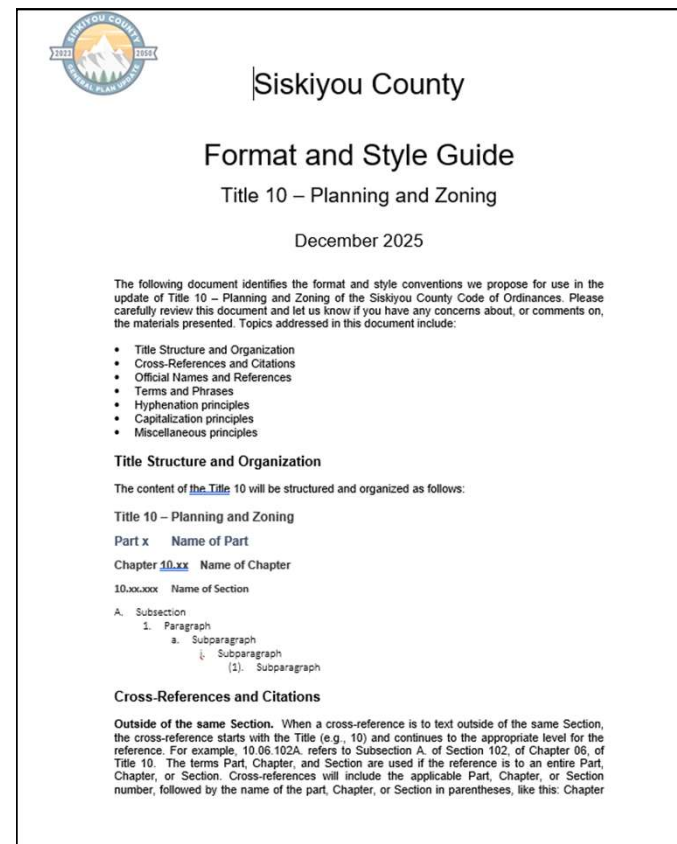 SISKIYOU COUNTY
2023
2050
GENERAL PLAN UPDATE
Siskiyou County
Format and Style Guide
Title 10 – Planning and Zoning
December 2025
The following document identifies the format and style conventions we propose for use in the
update of Title 10 – Planning and Zoning of the Siskiyou County Code of Ordinances. Please
carefully review this document and let us know if you have any concerns about, or comments on,
the materials presented. Topics addressed in this document include:
• Title Structure and Organization
• Cross-References and Citations
• Official Names and References
• Terms and Phrases
• Hyphenation principles
• Capitalization principles
• Miscellaneous principles
Title Structure and Organization
The content of the Title 10 will be structured and organized as follows:
Title 10 – Planning and Zoning
Part x Name of Part
Chapter 10.xx Name of Chapter
10.xx.xxx Name of Section
A. Subsection
1. Paragraph
a. Subparagraph
i. Subparagraph
(1). Subparagraph
Cross-References and Citations
Outside of the same Section. When a cross-reference is to text outside of the same Section,
the cross-reference starts with the Title (e.g., 10) and continues to the appropriate level for the
reference. For example, 10.06.102A. refers to Subsection A. of Section 102, of Chapter 06, of
Title 10. The terms Part, Chapter, and Section are used if the reference is to an entire Part,
Chapter, or Section. Cross-references will include the applicable Part, Chapter, or Section
number, followed by the name of the part, Chapter, or Section in parentheses, like this: Chapter